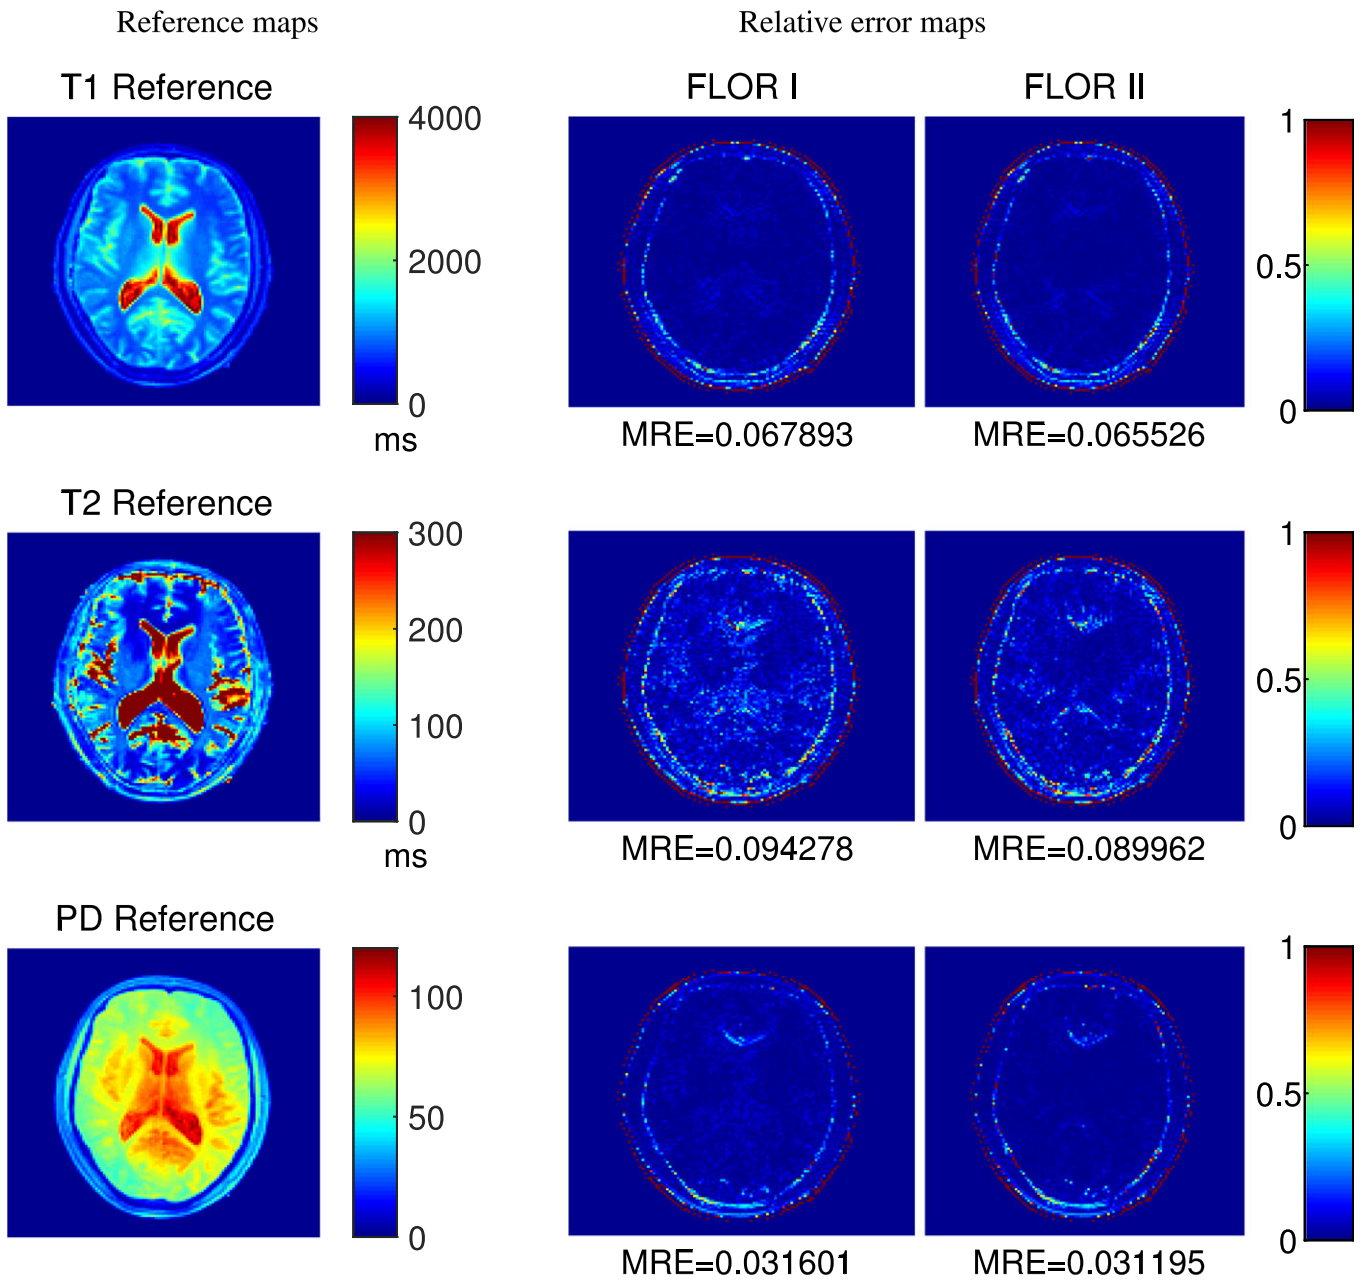 Reference maps
Relative error maps
T1 Reference
FLOR I
FLOR II
4000
2000
0
ms
1
0.5
0
MRE=0.067893
MRE=0.065526
T2 Reference
300
200
100
0
ms
1
0.5
0
MRE=0.094278
MRE=0.089962
PD Reference
100
50
0
1
0.5
0
MRE=0.031601
MRE=0.031195